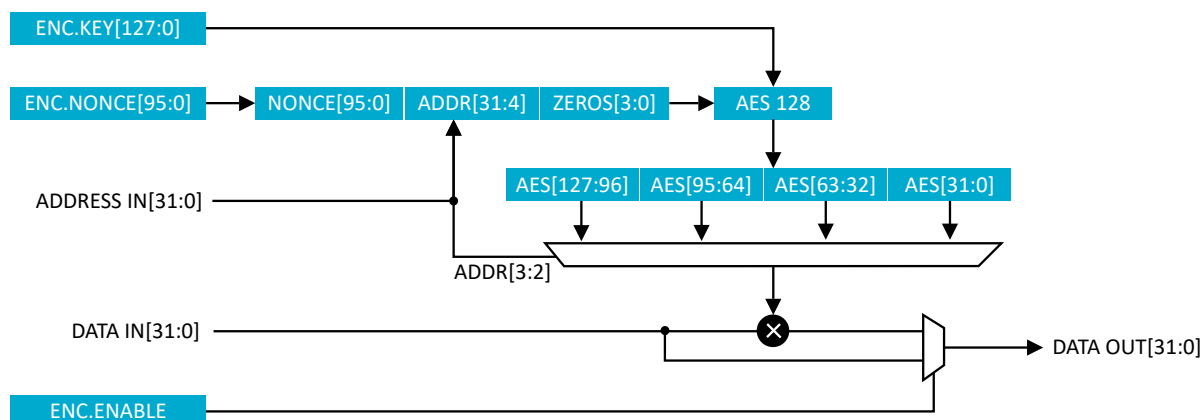 ENC.KEY[127:0]
ENC.NONCE[95:0]
NONCE[95:0]
ADDR[31:4]
ZEROS[3:0]
AES 128
AES[127:96]
AES[95:64]
AES[63:32]
AES[31:0]
ADDRESS IN[31:0]
ADDR[3:2]
DATA IN[31:0]
DATA OUT[31:0]
ENC.ENABLE